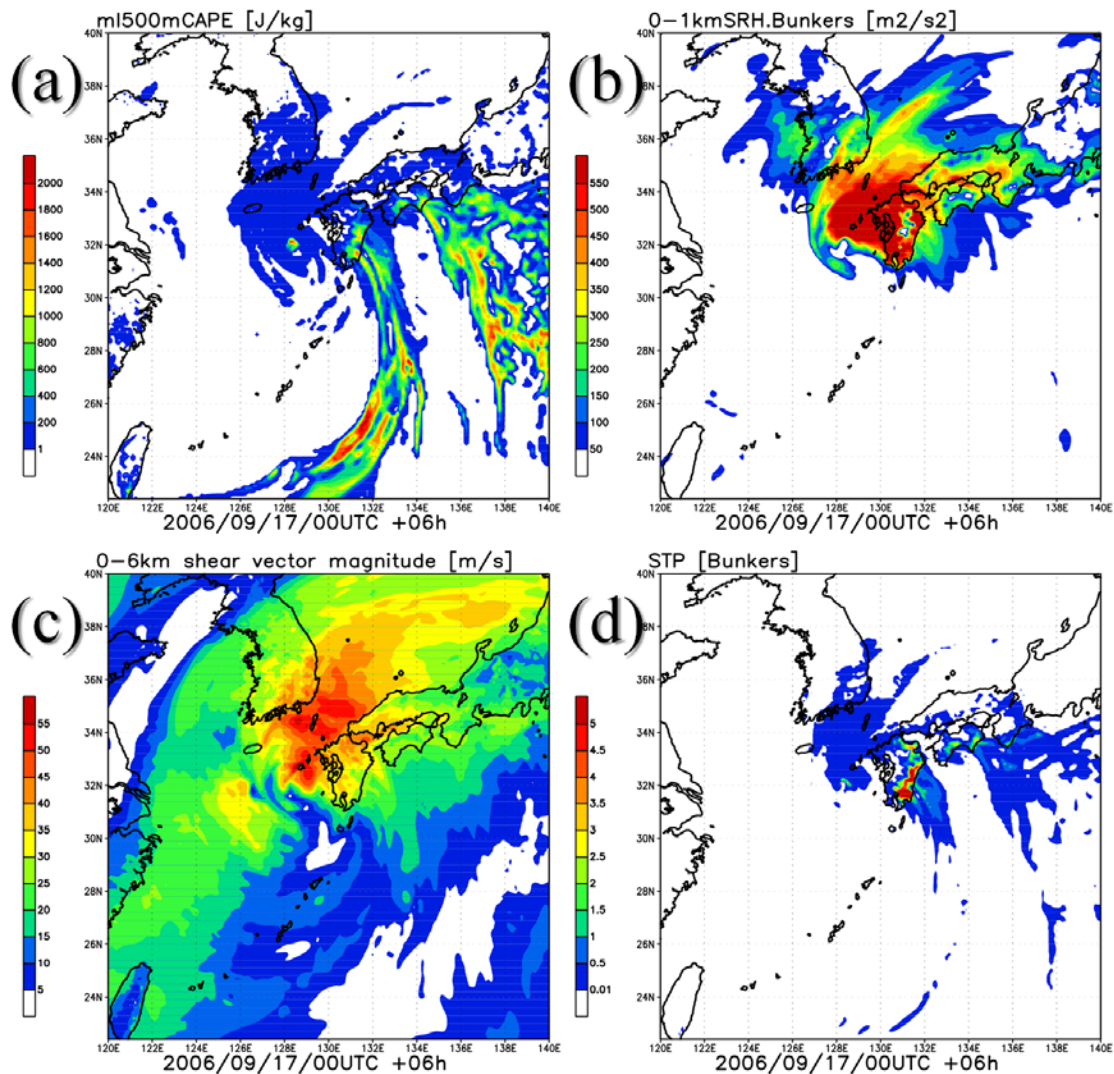 ml500mCAPE [J/kg]
(a)
40N
38N
36N
34N
32N
30N
28N
26N
24N
2000
1800
1600
1400
1200
1000
800
600
400
200
1
120E 122E 124E 126E 128E 130E 132E 134E 136E 138E 140E
2006/09/17/00UTC +06h
0-1kmSRH.Bunkers [m2/s2]
(b)
40N
38N
36N
34N
32N
30N
28N
26N
24N
550
500
450
400
350
300
250
200
150
100
50
120E 122E 124E 126E 128E 130E 132E 134E 136E 138E 140E
2006/09/17/00UTC +06h
0-6km shear vector magnitude [m/s]
(c)
40N
38N
36N
34N
32N
30N
28N
26N
24N
55
50
45
40
35
30
25
20
15
10
5
120E 122E 124E 126E 128E 130E 132E 134E 136E 138E 140E
2006/09/17/00UTC +06h
STP [Bunkers]
(d)
40N
38N
36N
34N
32N
30N
28N
26N
24N
5
4.5
4
3.5
3
2.5
2
1.5
1
0.5
0.01
120E 122E 124E 126E 128E 130E 132E 134E 136E 138E 140E
2006/09/17/00UTC +06h